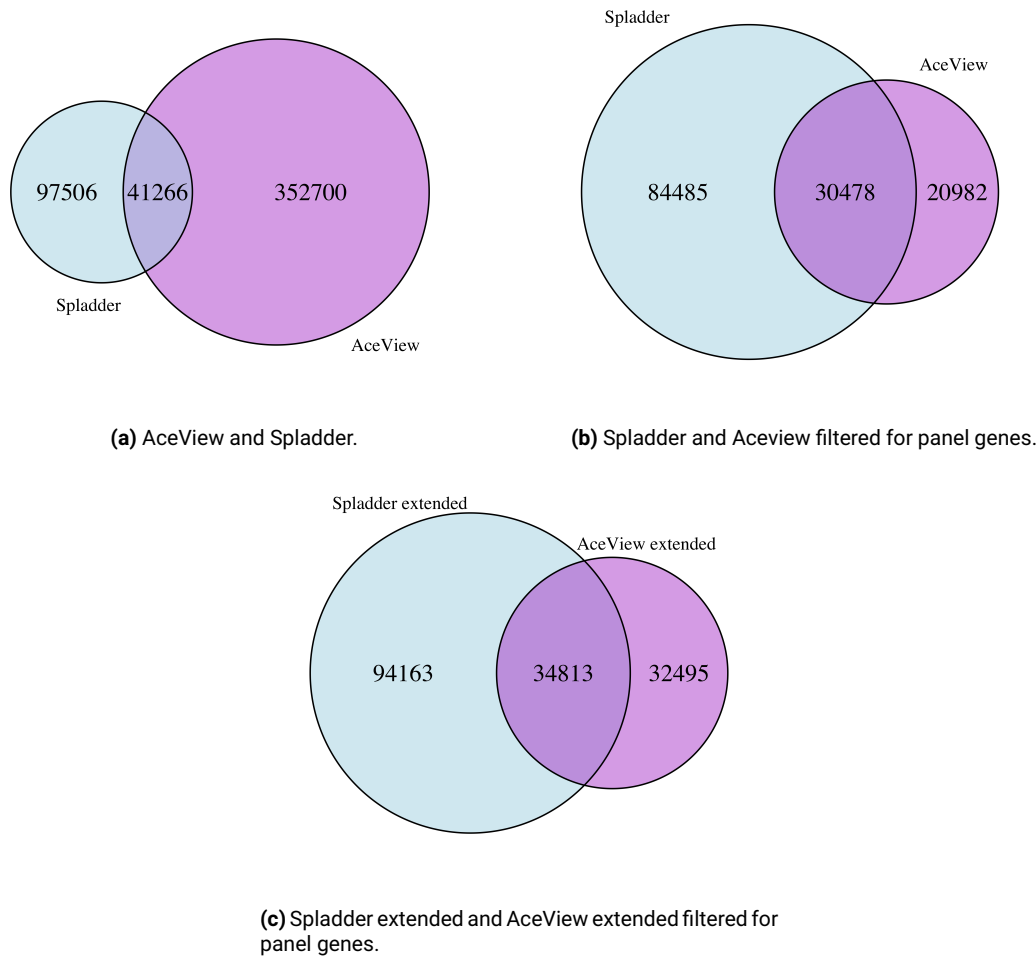 Spladder
AceView
97506 41266 352700
84485 30478 20982
Spladder
AceView
(a) AceView and Spladder.
(b) Spladder and Aceview filtered for panel genes.
Spladder extended
AceView extended
94163 34813 32495
(c) Spladder extended and AceView extended filtered for
panel genes.